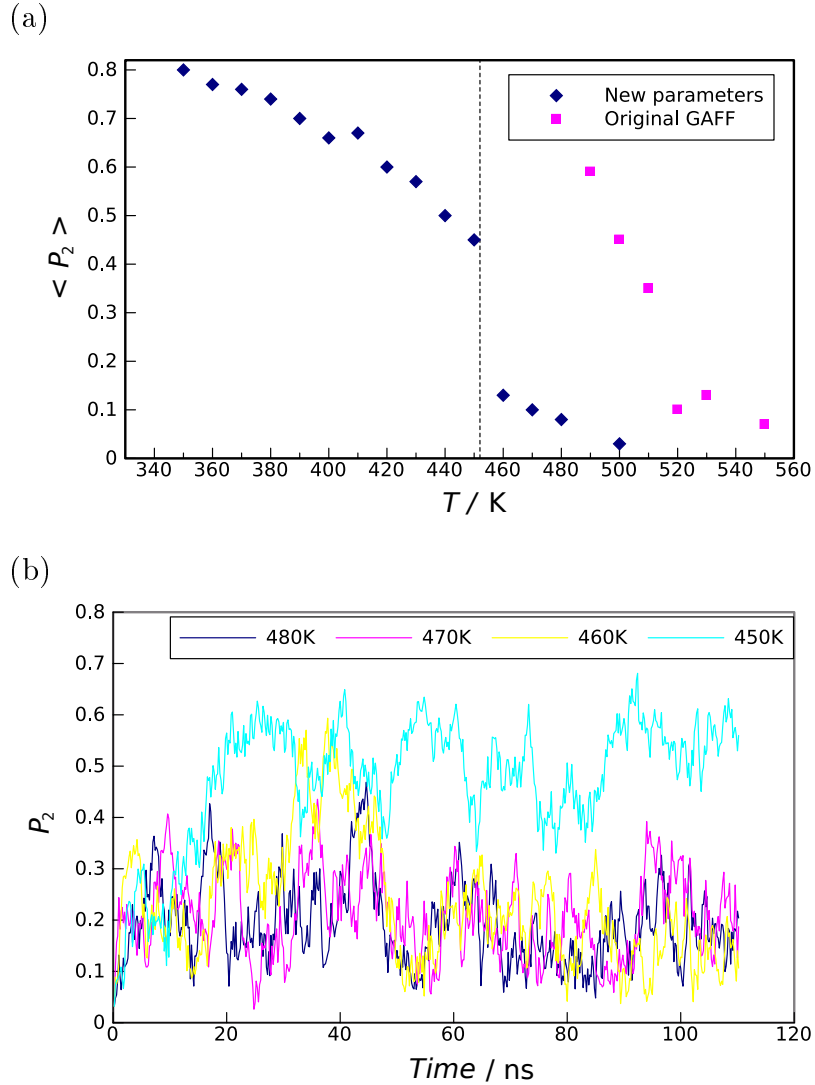 (a)
0.8
0.7
0.6
0.5
0.4
0.3
0.2
0.1
0
< P2 >
New parameters
Original GAFF
340 360 380 400 420 440 460 480 500 520 540 560
T / K
(b)
0.8
0.7
0.6
0.5
0.4
0.3
0.2
0.1
0
P2
480K 470K 460K 450K
0 20 40 60 80 100 120
Time / ns